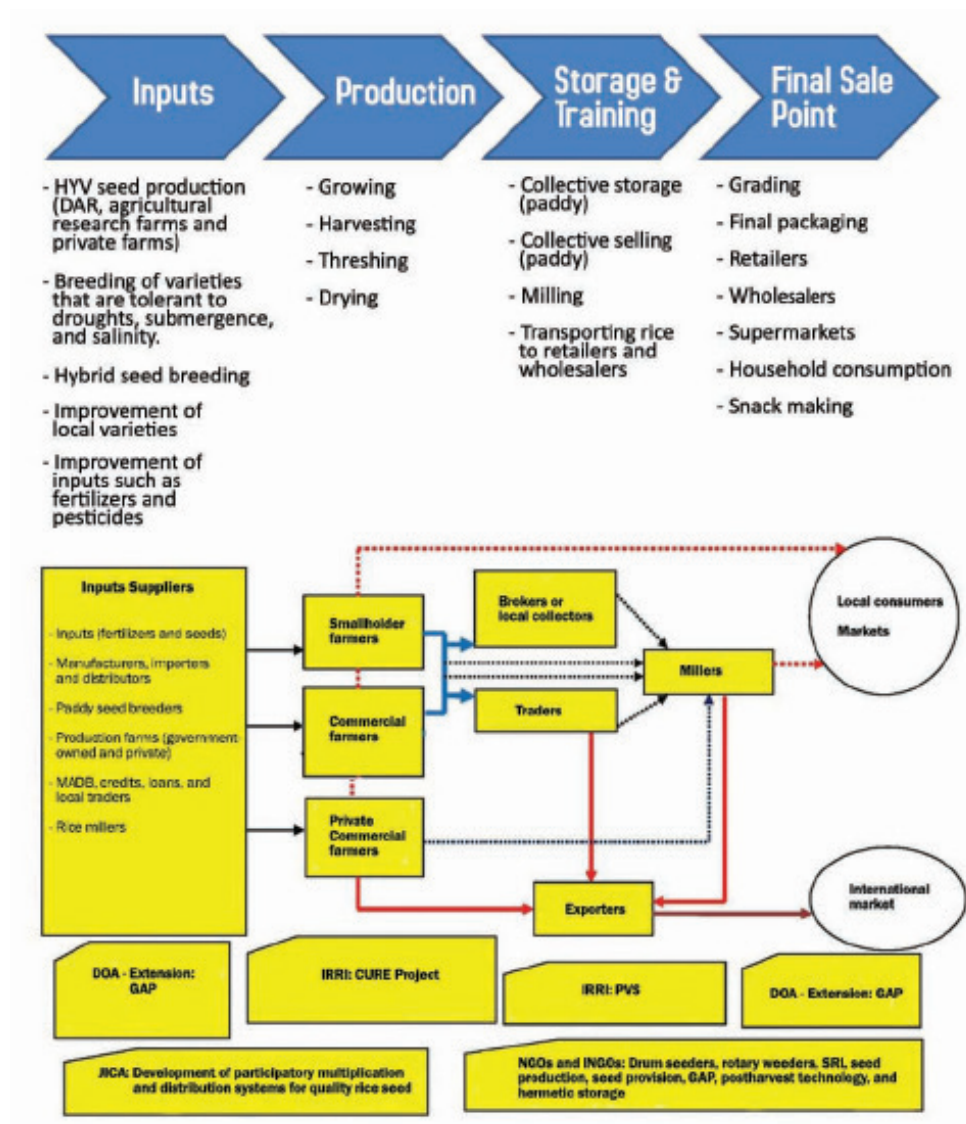 Inputs
Production
Storage &
Training
Final Sale
Point
- HYV seed production
(DAR, agricultural
research farms and
private farms)
- Breeding of varieties
that are tolerant to
droughts, submergence,
and salinity.
- Hybrid seed breeding
- Improvement of
local varieties
- Improvement of
inputs such as
fertilizers and
pesticides
- Growing
- Harvesting
- Threshing
- Drying
- Collective storage
(paddy)
- Collective selling
(paddy)
- Milling
- Transporting rice
to retailers and
wholesalers
- Grading
- Final packaging
- Retailers
- Wholesalers
- Supermarkets
- Household consumption
- Snack making
Inputs Suppliers
- Inputs (fertilizers and seeds)
- Manufacturers, importers
and distributors
- Paddy seed breeders
- Production farms (government-
owned and private)
- MADB, credits, loans, and
local traders
- Rice millers
Smallholder
farmers
Commercial
farmers
Private
Commercial
farmers
Brokers or
local collectors
Traders
Millers
Exporters
Local consumers
Markets
International
market
DOA - Extension:
GAP
IRRI: CURE Project
IRRI: PVS
DOA - Extension: GAP
JICA: Development of participatory multiplication
and distribution systems for quality rice seed
NGOs and INGOs: Drum seeders, rotary weeders, SRI, seed
production, seed provision, GAP, postharvest technology, and
hermetic storage